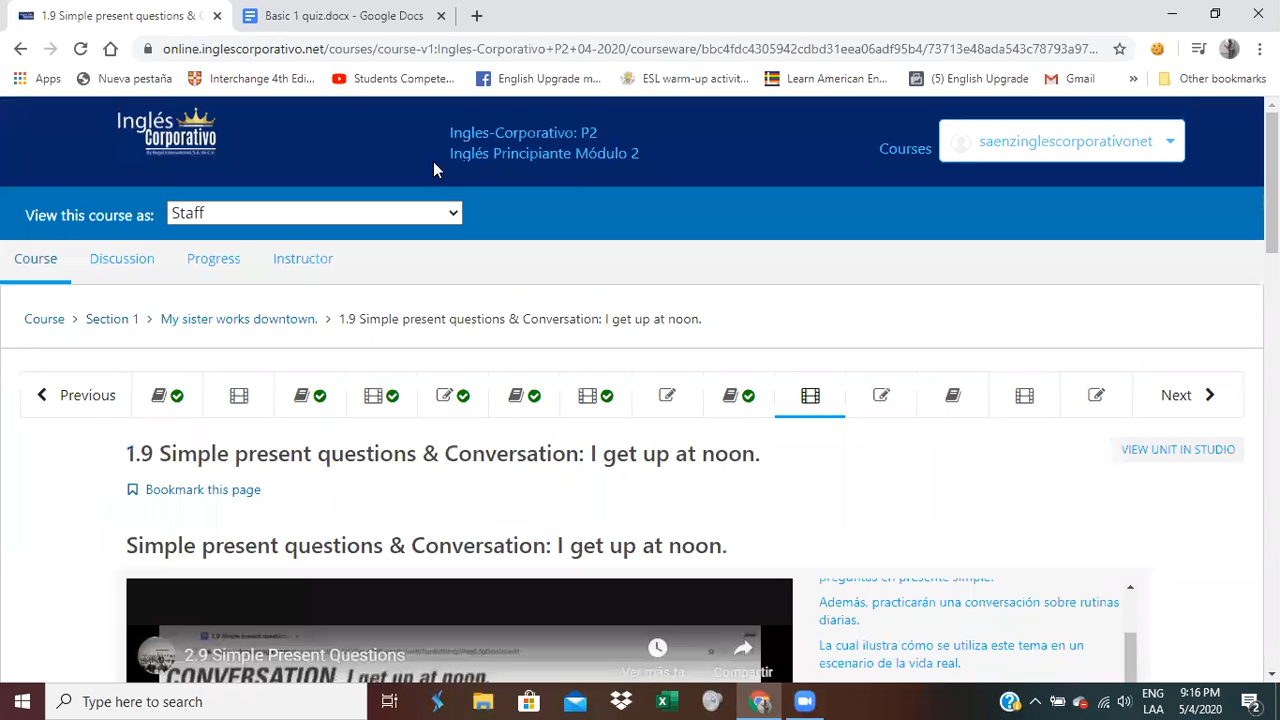 1.9 Simple present questions & C
Basic 1 quiz.docx - Google Docs
online.inglescorporativo.net/courses/course-v1:Ingles-Corporativo+P2+04-2020/courseware/bbc4fdc4305942cdbd31eea06adf95b4/73713e48ada543c78793a97...
Apps
Nueva pestaña
Interchange 4th Edi...
Students Compete...
English Upgrade m...
ESL warm-up activit...
Learn American En...
(5) English Upgrade
Gmail
»
Other bookmarks
Inglés
Corporativo
Ingles-Corporativo: P2
Inglés Principiante Módulo 2
Courses
saenzinglescorporativonet
View this course as:
Staff
Course
Discussion
Progress
Instructor
Course > Section 1 > My sister works downtown. > 1.9 Simple present questions & Conversation: I get up at noon.
Previous
Next
1.9 Simple present questions & Conversation: I get up at noon.
VIEW UNIT IN STUDIO
Bookmark this page
Simple present questions & Conversation: I get up at noon.
preguntas en presente simple.
Además, practicarán una conversación sobre rutinas
diarias.
La cual ilustra cómo se utiliza este tema en un
escenario de la vida real.
2.9 Simple Present Questions
CONVERSATION I get up at noon.
Ver más ta...
Compartir
Type here to search
ENG
LAA
9:16 PM
5/4/2020
2